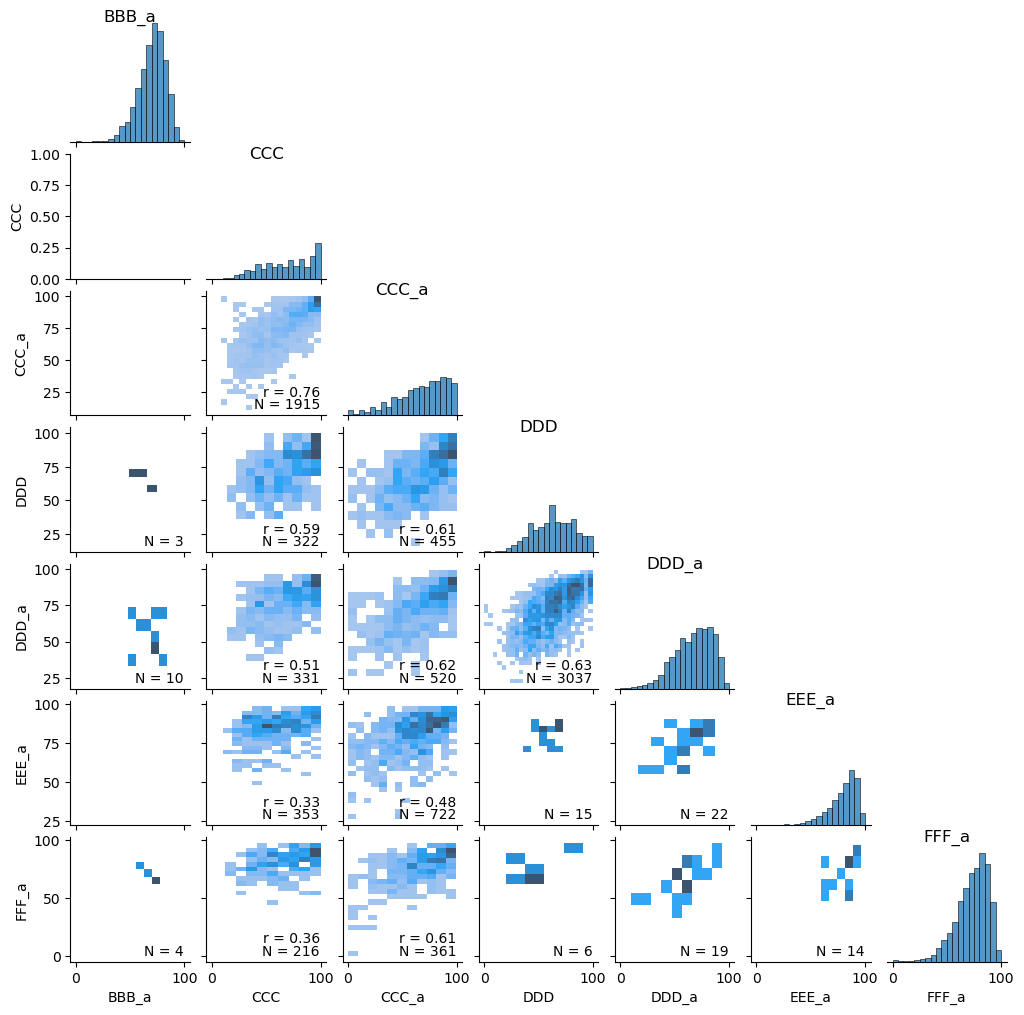 BBB_a
CCC
1.00
0.75
0.50
0.25
0.00
CCC
CCC_a
100
75
50
25
CCC_a
r = 0.76
N = 1915
DDD
100
75
50
25
DDD
N = 3
r = 0.59
N = 322
r = 0.61
N = 455
DDD_a
100
75
50
25
DDD_a
N = 10
r = 0.51
N = 331
r = 0.62
N = 520
r = 0.63
N = 3037
EEE_a
100
75
50
25
EEE_a
r = 0.33
N = 353
r = 0.48
N = 722
N = 15
N = 22
FFF_a
100
50
0
FFF_a
N = 4
r = 0.36
N = 216
r = 0.61
N = 361
N = 6
N = 19
N = 14
0 100 0 100 0 100 0 100 0 100 0 100 0 100
BBB_a CCC CCC_a DDD DDD_a EEE_a FFF_a